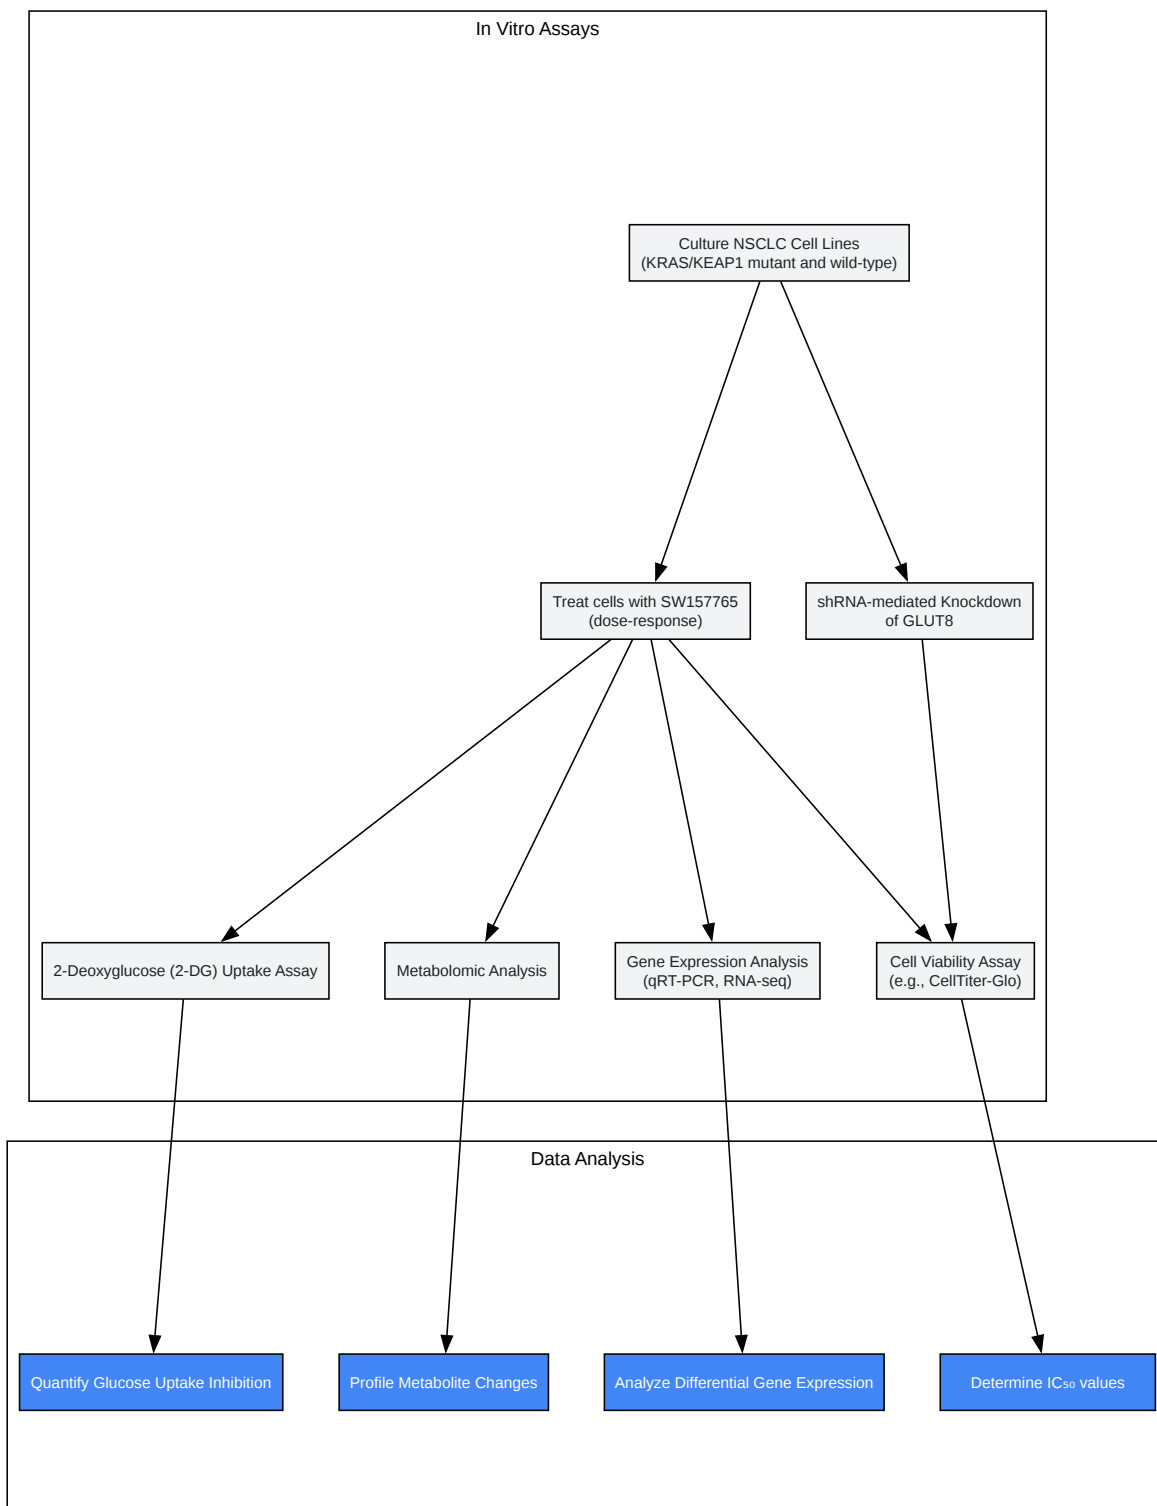 In Vitro Assays
Culture NSCLC Cell Lines
(KRAS/KEAP1 mutant and wild-type)
Treat cells with SW157765
(dose-response)
shRNA-mediated Knockdown
of GLUT8
2-Deoxyglucose (2-DG) Uptake Assay
Metabolomic Analysis
Gene Expression Analysis
(qRT-PCR, RNA-seq)
Cell Viability Assay
(e.g., CellTiter-Glo)
Data Analysis
Quantify Glucose Uptake Inhibition
Profile Metabolite Changes
Analyze Differential Gene Expression
Determine IC₅₀ values